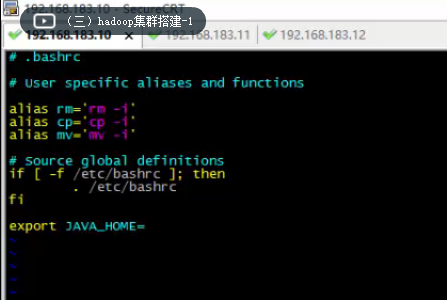 192.168.183.10 - SecureCRT
（三）hadoop集群搭建-1
192.168.183.10 × 192.168.183.11 192.168.183.12
# .bashrc
# User specific aliases and functions
alias rm='rm -i'
alias cp='cp -i'
alias mv='mv -i'
# Source global definitions
if [ -f /etc/bashrc ]; then
. /etc/bashrc
fi
export JAVA_HOME=
~
~
~
~
~